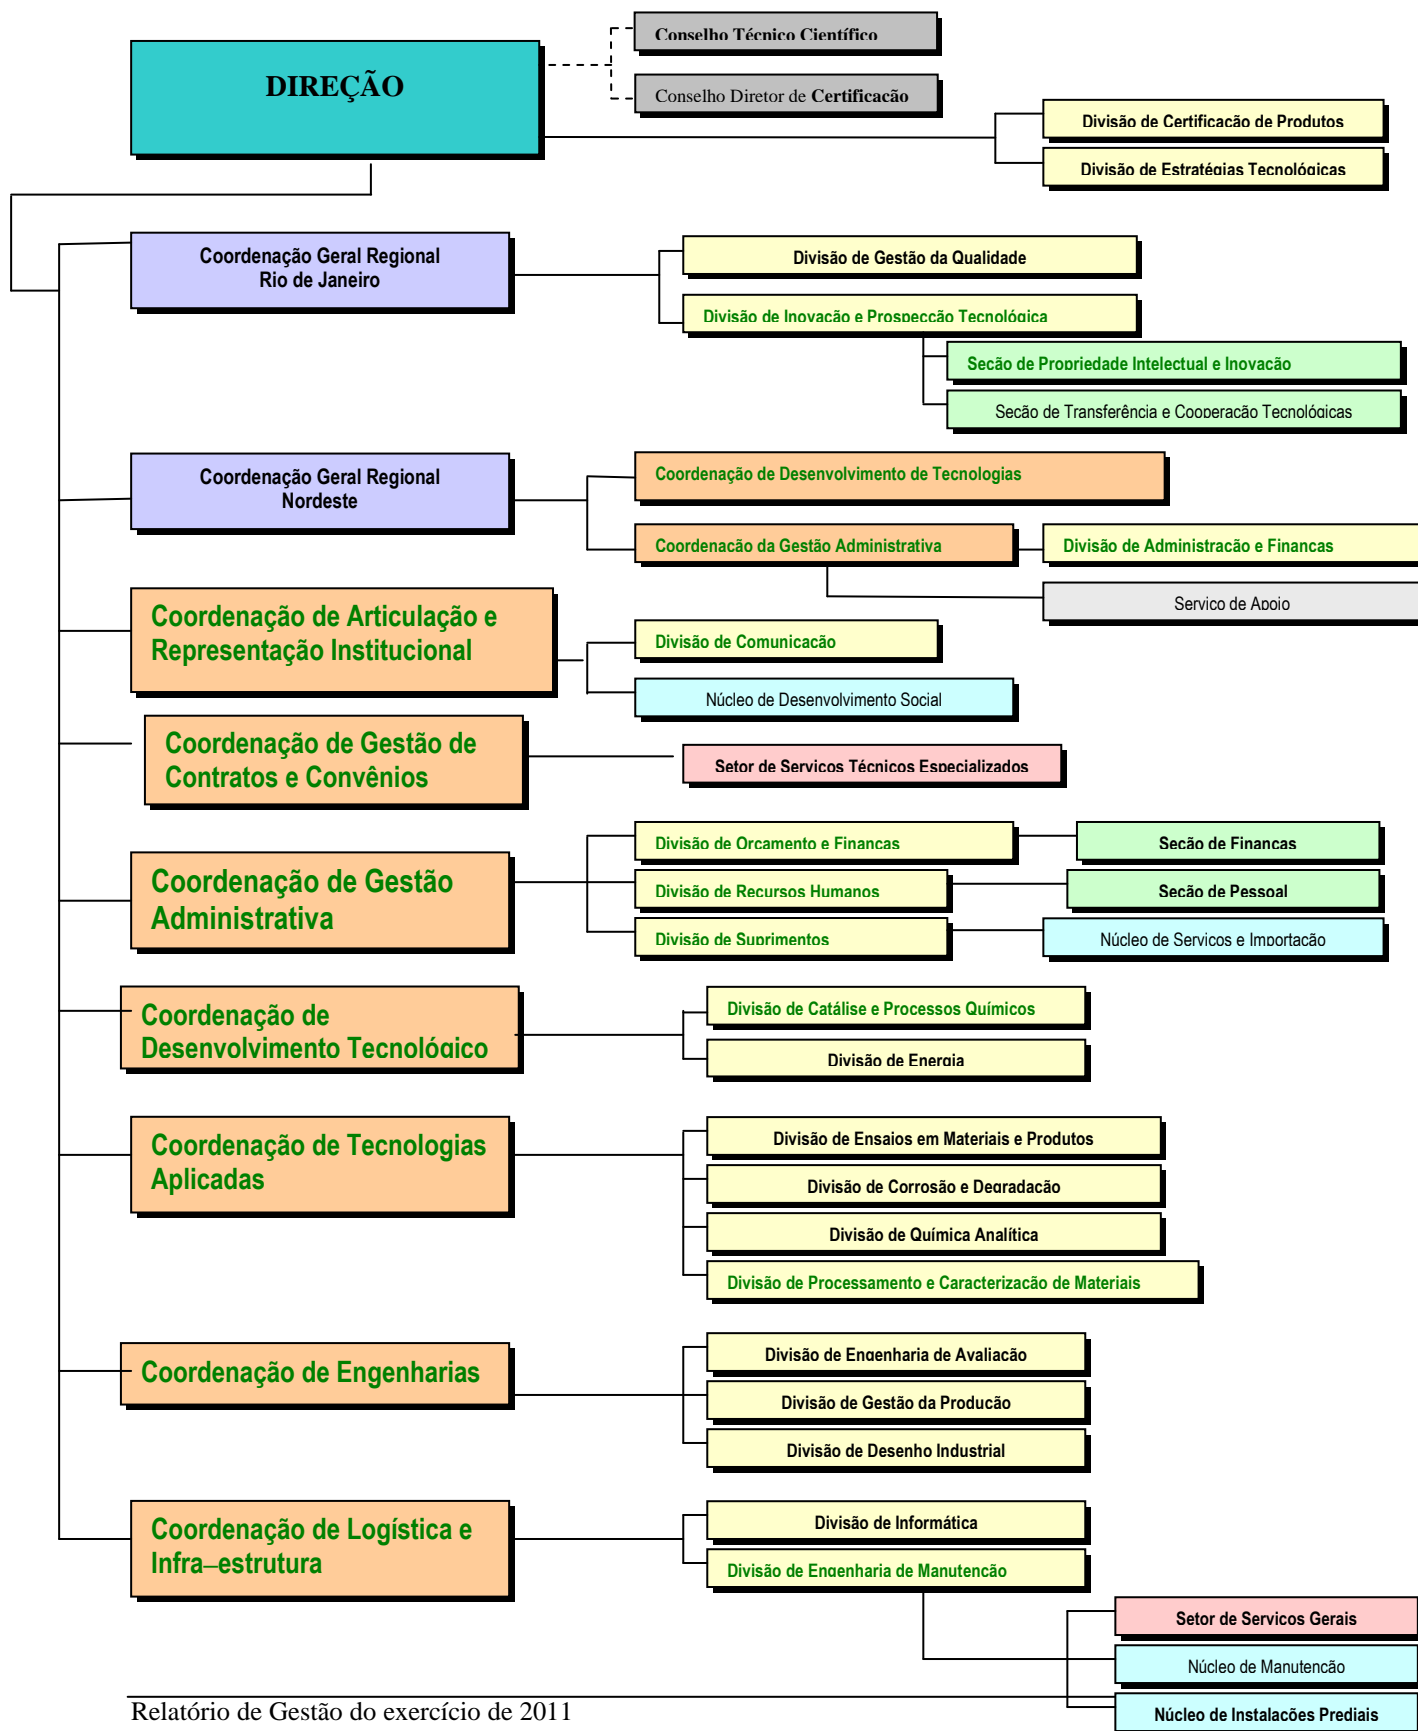 Conselho Técnico Científico
DIREÇÃO
Conselho Diretor de Certificação
Divisão de Certificação de Produtos
Divisão de Estratégias Tecnológicas
Coordenação Geral Regional
Rio de Janeiro
Divisão de Gestão da Qualidade
Divisão de Inovação e Prospecção Tecnológica
Seção de Propriedade Intelectual e Inovação
Seção de Transferência e Cooperação Tecnológicas
Coordenação Geral Regional
Nordeste
Coordenação de Desenvolvimento de Tecnologias
Coordenação da Gestão Administrativa
Divisão de Administração e Finanças
Serviço de Apoio
Coordenação de Articulação e
Representação Institucional
Divisão de Comunicação
Núcleo de Desenvolvimento Social
Coordenação de Gestão de
Contratos e Convênios
Setor de Serviços Técnicos Especializados
Coordenação de Gestão
Administrativa
Divisão de Orçamento e Finanças
Seção de Finanças
Divisão de Recursos Humanos
Seção de Pessoal
Divisão de Suprimentos
Núcleo de Serviços e Importação
Coordenação de
Desenvolvimento Tecnológico
Divisão de Catálise e Processos Químicos
Divisão de Energia
Coordenação de Tecnologias
Aplicadas
Divisão de Ensaios em Materiais e Produtos
Divisão de Corrosão e Degradação
Divisão de Química Analítica
Divisão de Processamento e Caracterização de Materiais
Coordenação de Engenharias
Divisão de Engenharia de Avaliação
Divisão de Gestão da Produção
Divisão de Desenho Industrial
Coordenação de Logística e
Infra–estrutura
Divisão de Informática
Divisão de Engenharia de Manutenção
Setor de Serviços Gerais
Núcleo de Manutenção
Núcleo de Instalações Prediais
Relatório de Gestão do exercício de 2011